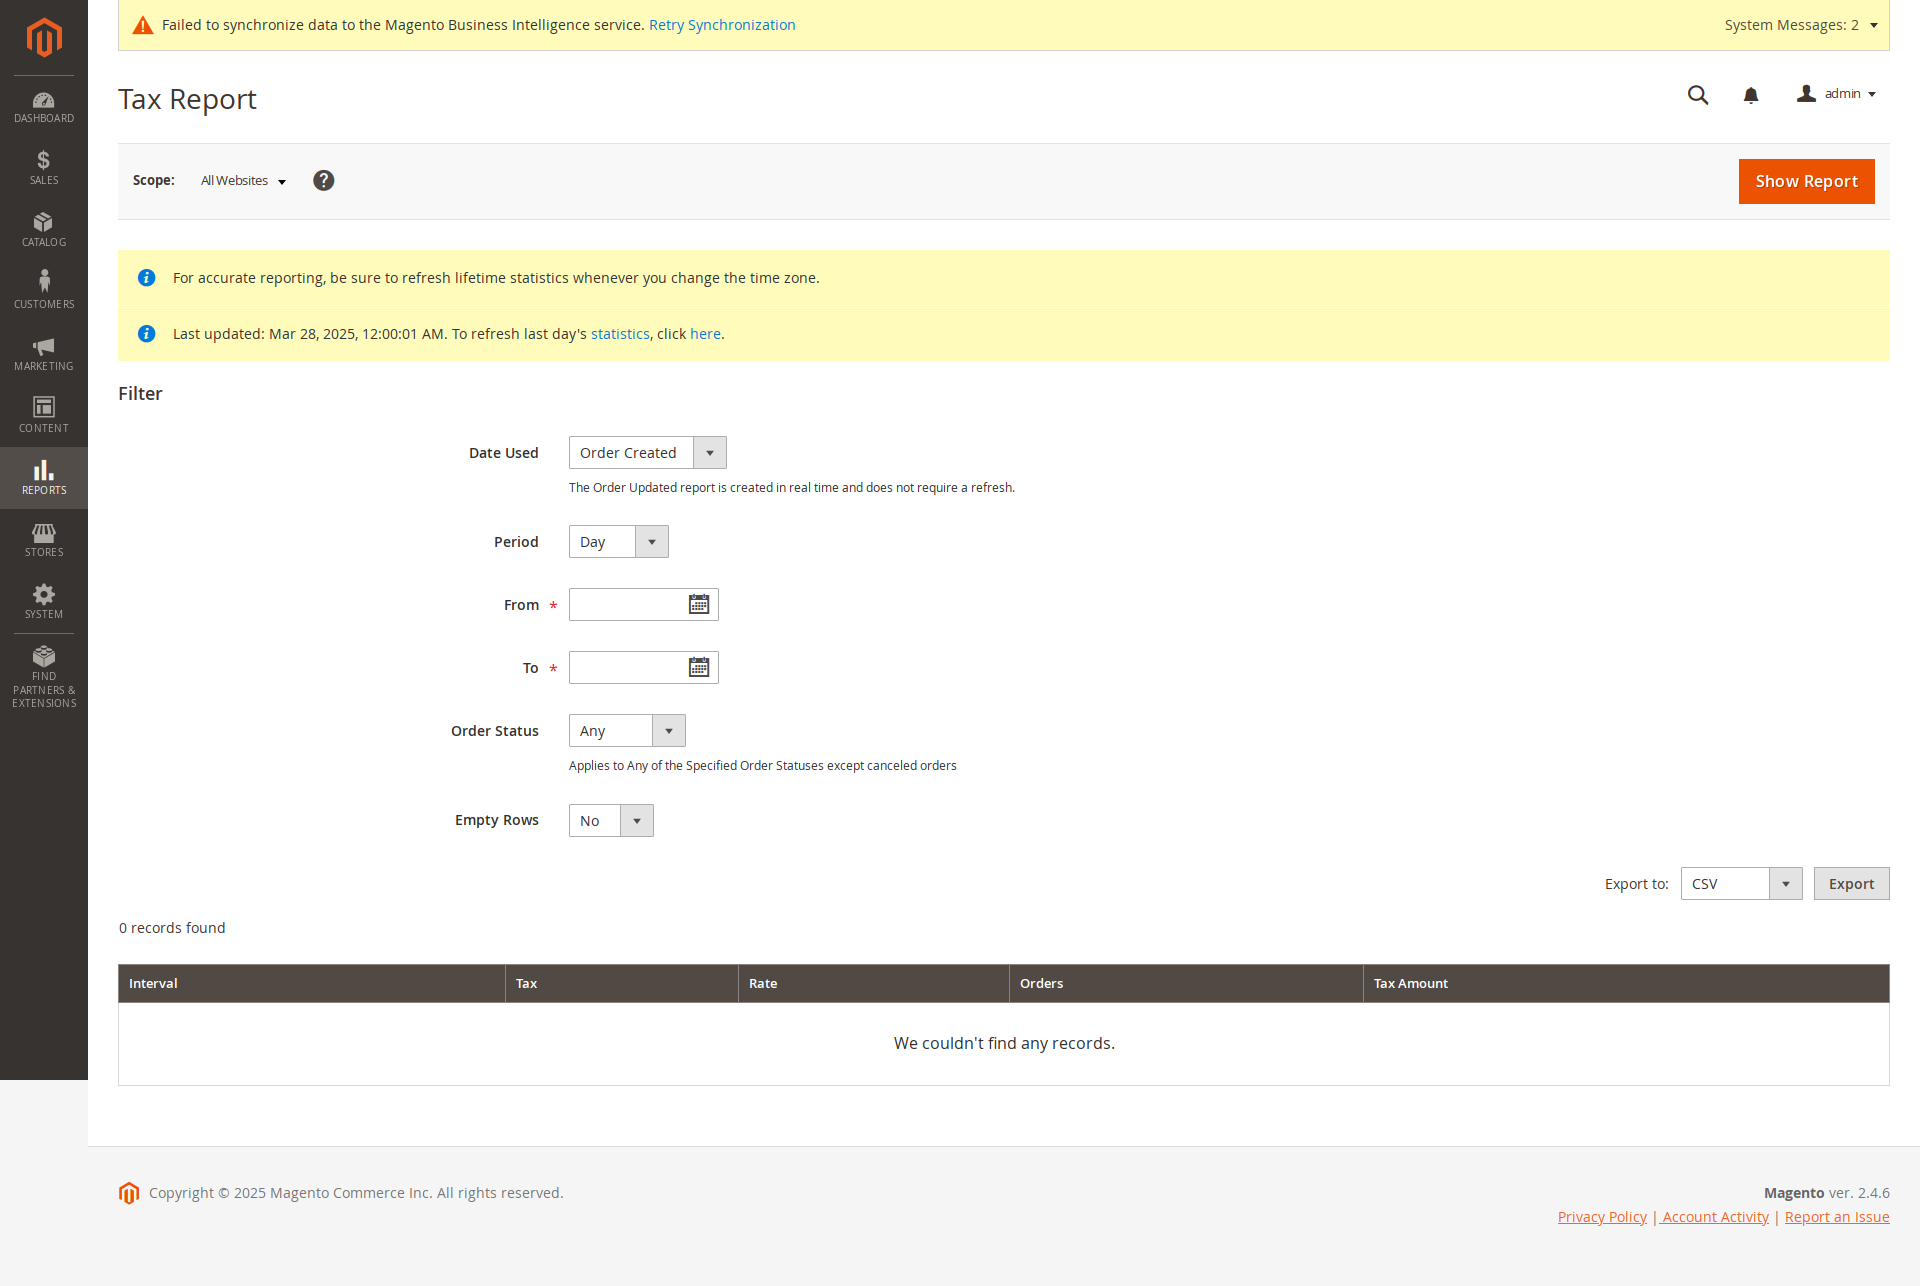 Failed to synchronize data to the Magento Business Intelligence service. Retry Synchronization
System Messages: 2
Tax Report
admin
DASHBOARD
SALES
CATALOG
CUSTOMERS
MARKETING
CONTENT
REPORTS
STORES
SYSTEM
FIND
PARTNERS &
EXTENSIONS
Scope: All Websites ?
Show Report
For accurate reporting, be sure to refresh lifetime statistics whenever you change the time zone.
Last updated: Mar 28, 2025, 12:00:01 AM. To refresh last day's statistics, click here.
Filter
Date Used Order Created
The Order Updated report is created in real time and does not require a refresh.
Period Day
From *
To *
Order Status Any
Applies to Any of the Specified Order Statuses except canceled orders
Empty Rows No
Export to: CSV Export
0 records found
Interval Tax Rate Orders Tax Amount
We couldn't find any records.
Copyright © 2025 Magento Commerce Inc. All rights reserved.
Magento ver. 2.4.6
Privacy Policy | Account Activity | Report an Issue